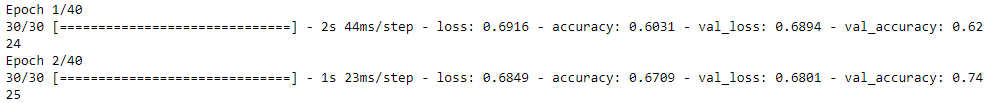 Epoch 1/40
30/30 [==============================] - 2s 44ms/step - loss: 0.6916 - accuracy: 0.6031 - val_loss: 0.6894 - val_accuracy: 0.62
24
Epoch 2/40
30/30 [==============================] - 1s 23ms/step - loss: 0.6849 - accuracy: 0.6709 - val_loss: 0.6801 - val_accuracy: 0.74
25